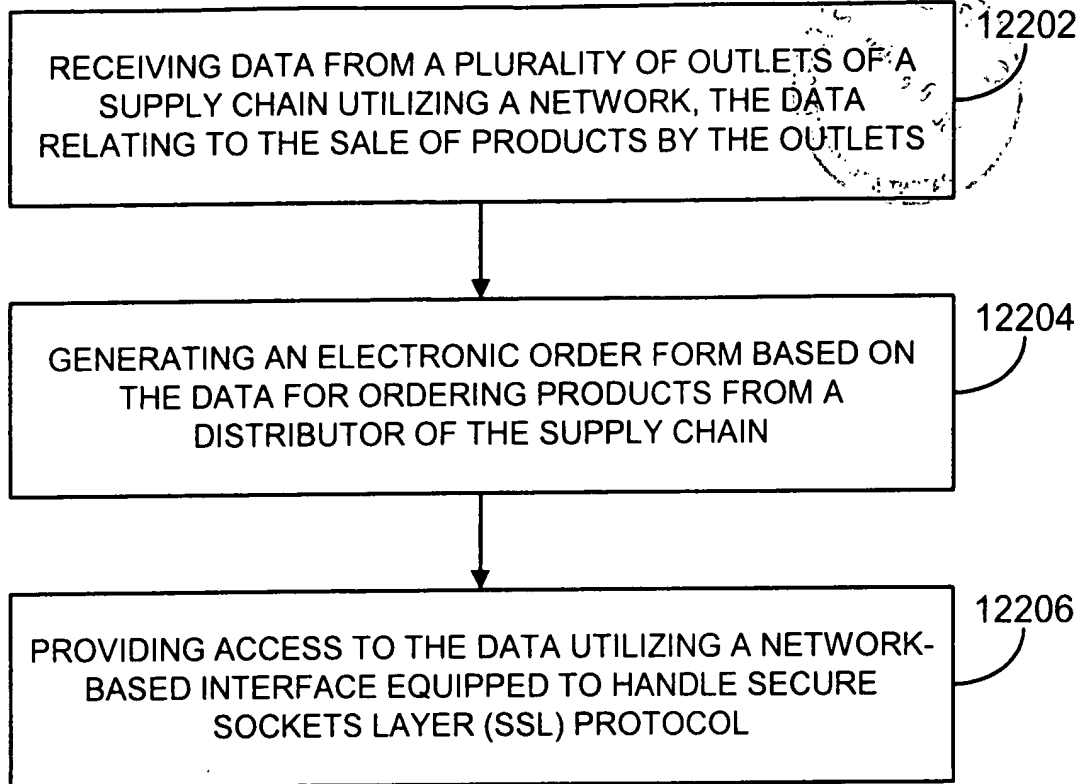 12202
RECEIVING DATA FROM A PLURALITY OF OUTLETS OF A
SUPPLY CHAIN UTILIZING A NETWORK, THE DATA
RELATING TO THE SALE OF PRODUCTS BY THE OUTLETS
12204
GENERATING AN ELECTRONIC ORDER FORM BASED ON
THE DATA FOR ORDERING PRODUCTS FROM A
DISTRIBUTOR OF THE SUPPLY CHAIN
12206
PROVIDING ACCESS TO THE DATA UTILIZING A NETWORK-
BASED INTERFACE EQUIPPED TO HANDLE SECURE
SOCKETS LAYER (SSL) PROTOCOL